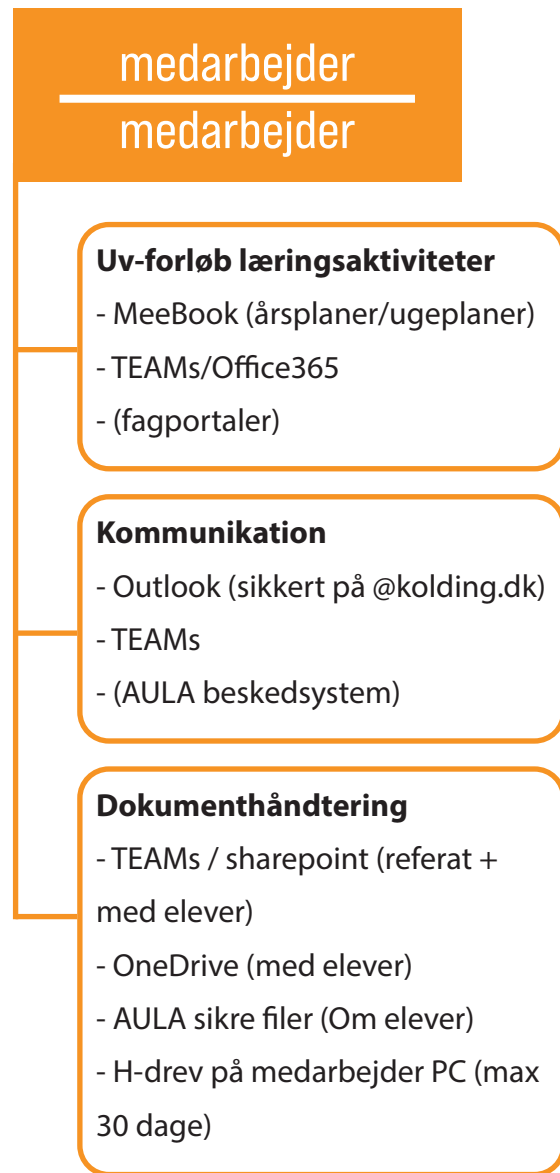 medarbejder
medarbejder
Uv-forløb læringsaktiviteter
- MeeBook (årsplaner/ugeplaner)
- TEAMs/Office365
- (fagportaler)
Kommunikation
- Outlook (sikkert på @kolding.dk)
- TEAMs
- (AULA beskedsystem)
Dokumenthåndtering
- TEAMs / sharepoint (referat +
med elever)
- OneDrive (med elever)
- AULA sikre filer (Om elever)
- H-drev på medarbejder PC (max
30 dage)